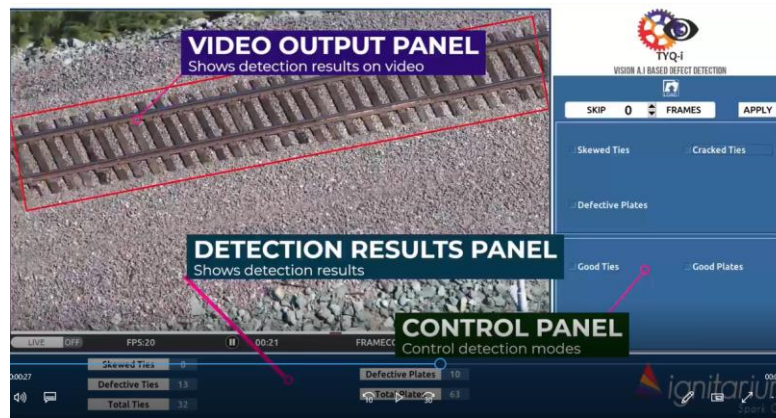 VIDEO OUTPUT PANEL
Shows detection results on video
TYQ-i
VISION A.I BASED DEFECT DETECTION
SKIP 0 FRAMES APPLY
Skewed Ties Cracked Ties
Defective Plates
DETECTION RESULTS PANEL
Shows detection results
Good Ties Good Plates
CONTROL PANEL
Control detection modes
LIVE OFF FPS:20 00:21
Skewed Ties 0
Defective Plates 10
Defective Ties 13
Total Plates 63
Total Ties 32
10 30
ignitarium